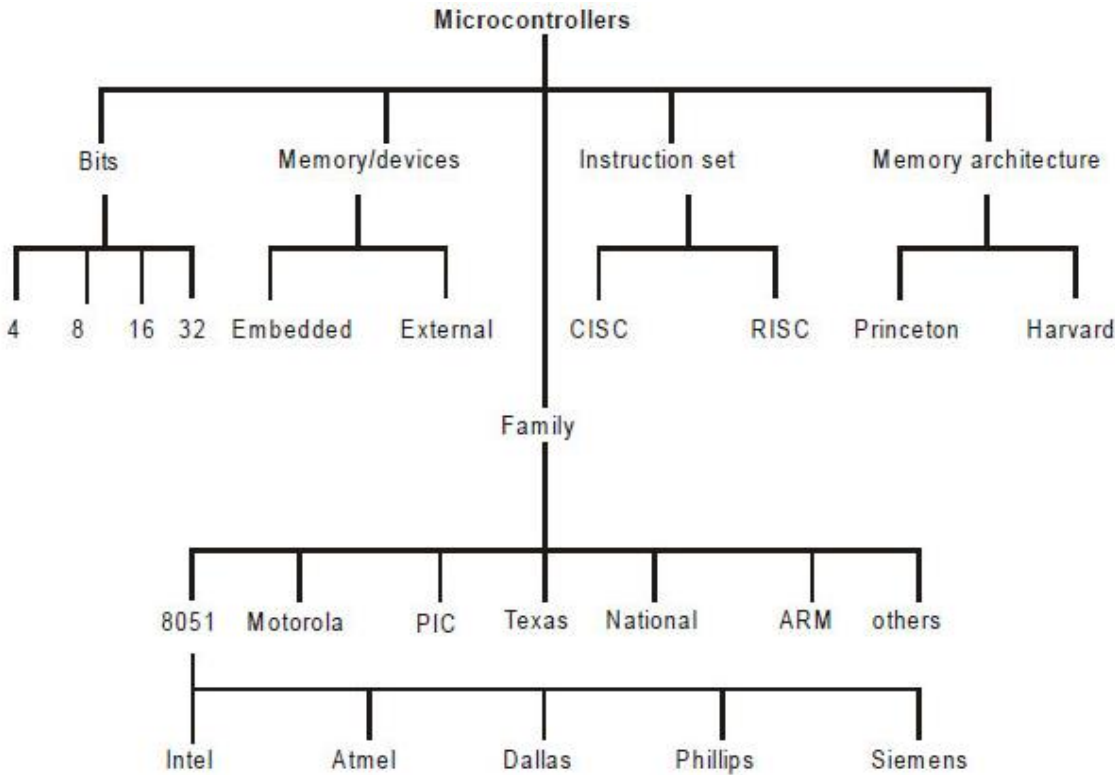 Microcontrollers
Bits Memory/devices Instruction set Memory architecture
4 8 16 32 Embedded External CISC RISC Princeton Harvard
Family
8051 Motorola PIC Texas National ARM others
Intel Atmel Dallas Phillips Siemens